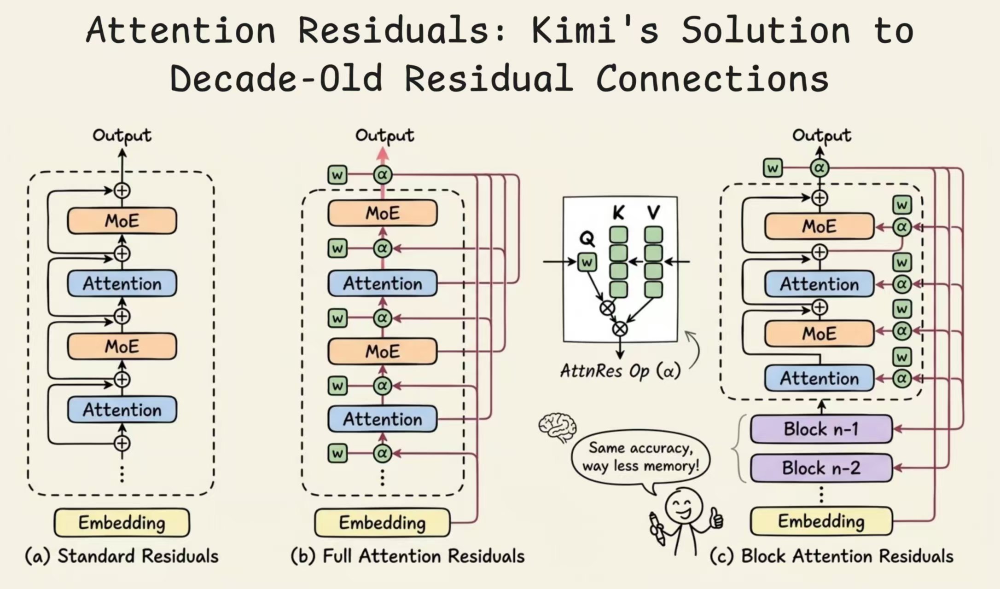 Attention Residuals: Kimi's Solution to
Decade-Old Residual Connections
Output
MoE
Attention
MoE
Attention
Embedding
(a) Standard Residuals
Output
w α
MoE
w α
Attention
w α
MoE
w α
Attention
w α
Embedding
(b) Full Attention Residuals
K V
Q
w
AttnRes Op (α)
Same accuracy,
way less memory!
Output
w α
w
MoE α
w
Attention α
w
MoE α
w
Attention α
Block n-1
Block n-2
Embedding
(c) Block Attention Residuals